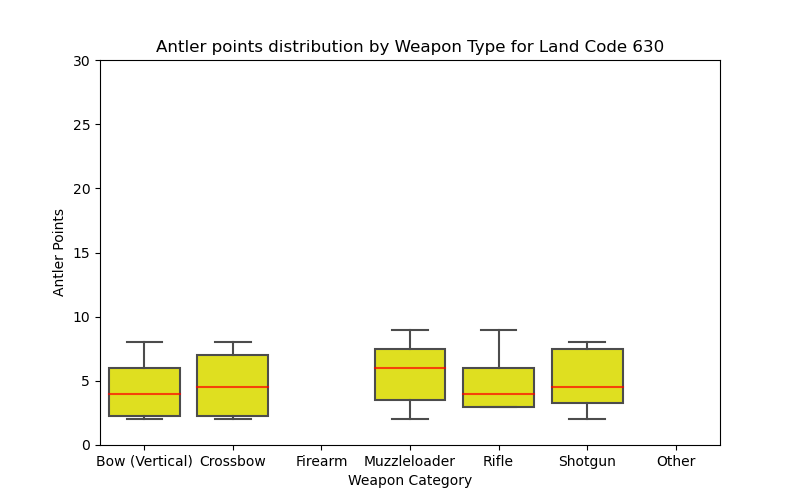 Antler points distribution by Weapon Type for Land Code 630
30
25
20
15
10
5
0
Antler Points
Bow (Vertical) Crossbow Firearm Muzzleloader Rifle Shotgun Other
Weapon Category